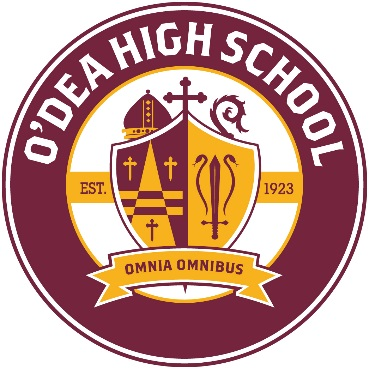 O'DEA HIGH SCHOOL
EST. 1923
OMNIA OMNIBUS